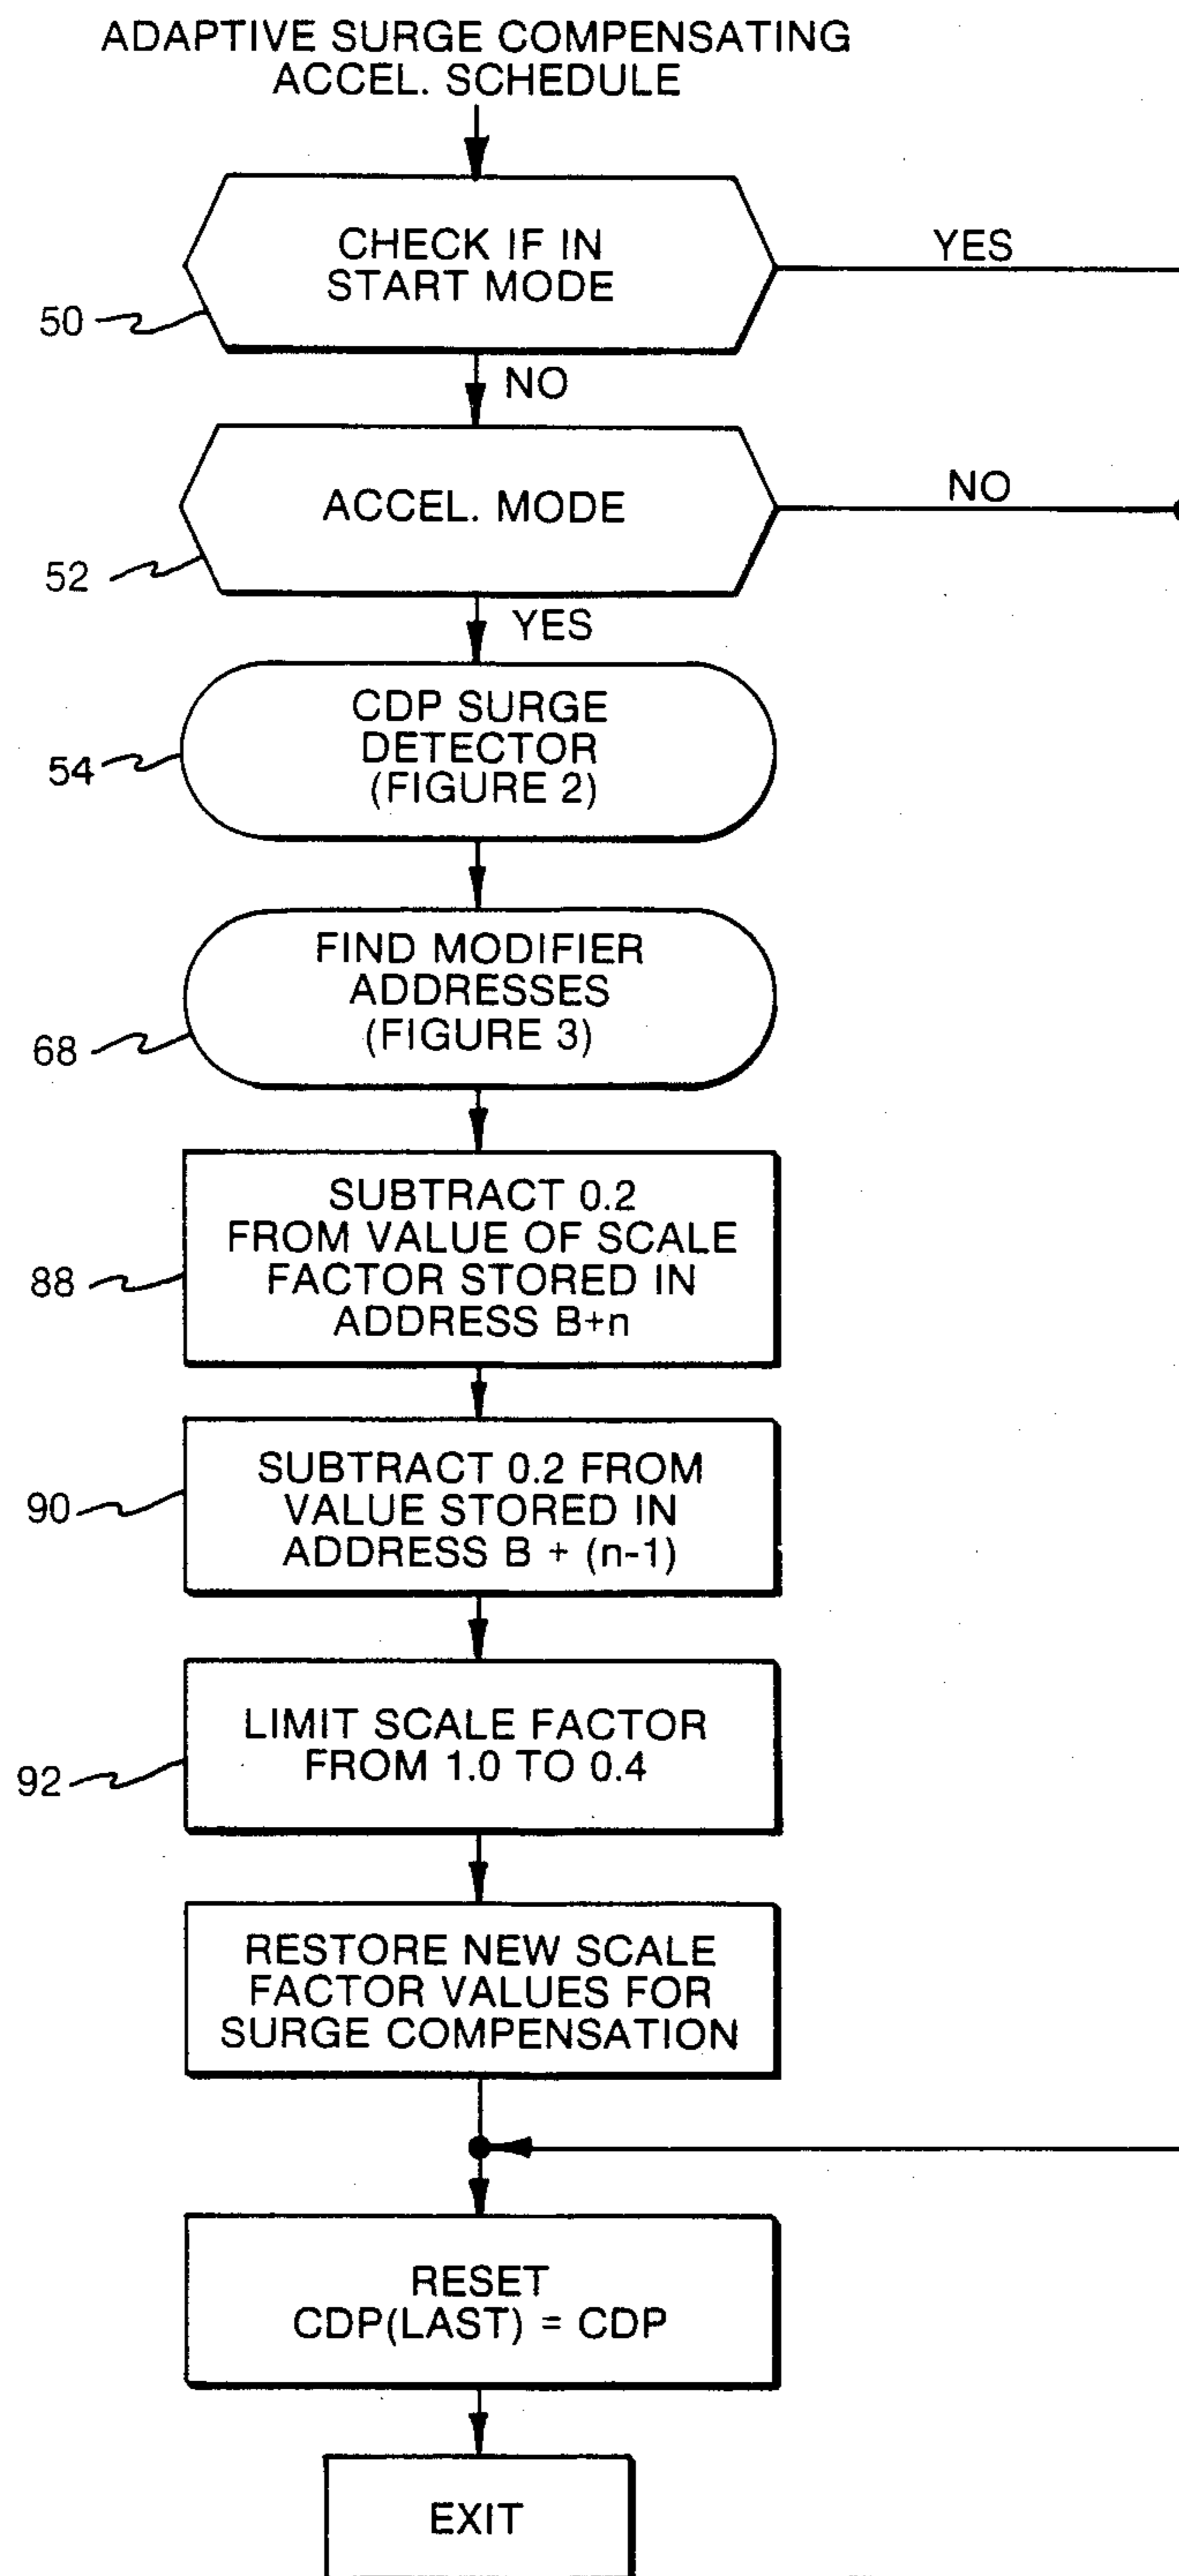 ADAPTIVE SURGE COMPENSATING
ACCEL. SCHEDULE
CHECK IF IN
START MODE
YES
50
NO
ACCEL. MODE
NO
52
YES
CDP SURGE
DETECTOR
(FIGURE 2)
54
FIND MODIFIER
ADDRESSES
(FIGURE 3)
68
SUBTRACT 0.2
FROM VALUE OF SCALE
FACTOR STORED IN
ADDRESS B+n
88
SUBTRACT 0.2 FROM
VALUE STORED IN
ADDRESS B + (n-1)
90
LIMIT SCALE FACTOR
FROM 1.0 TO 0.4
92
RESTORE NEW SCALE
FACTOR VALUES FOR
SURGE COMPENSATION
RESET
CDP(LAST) = CDP
EXIT